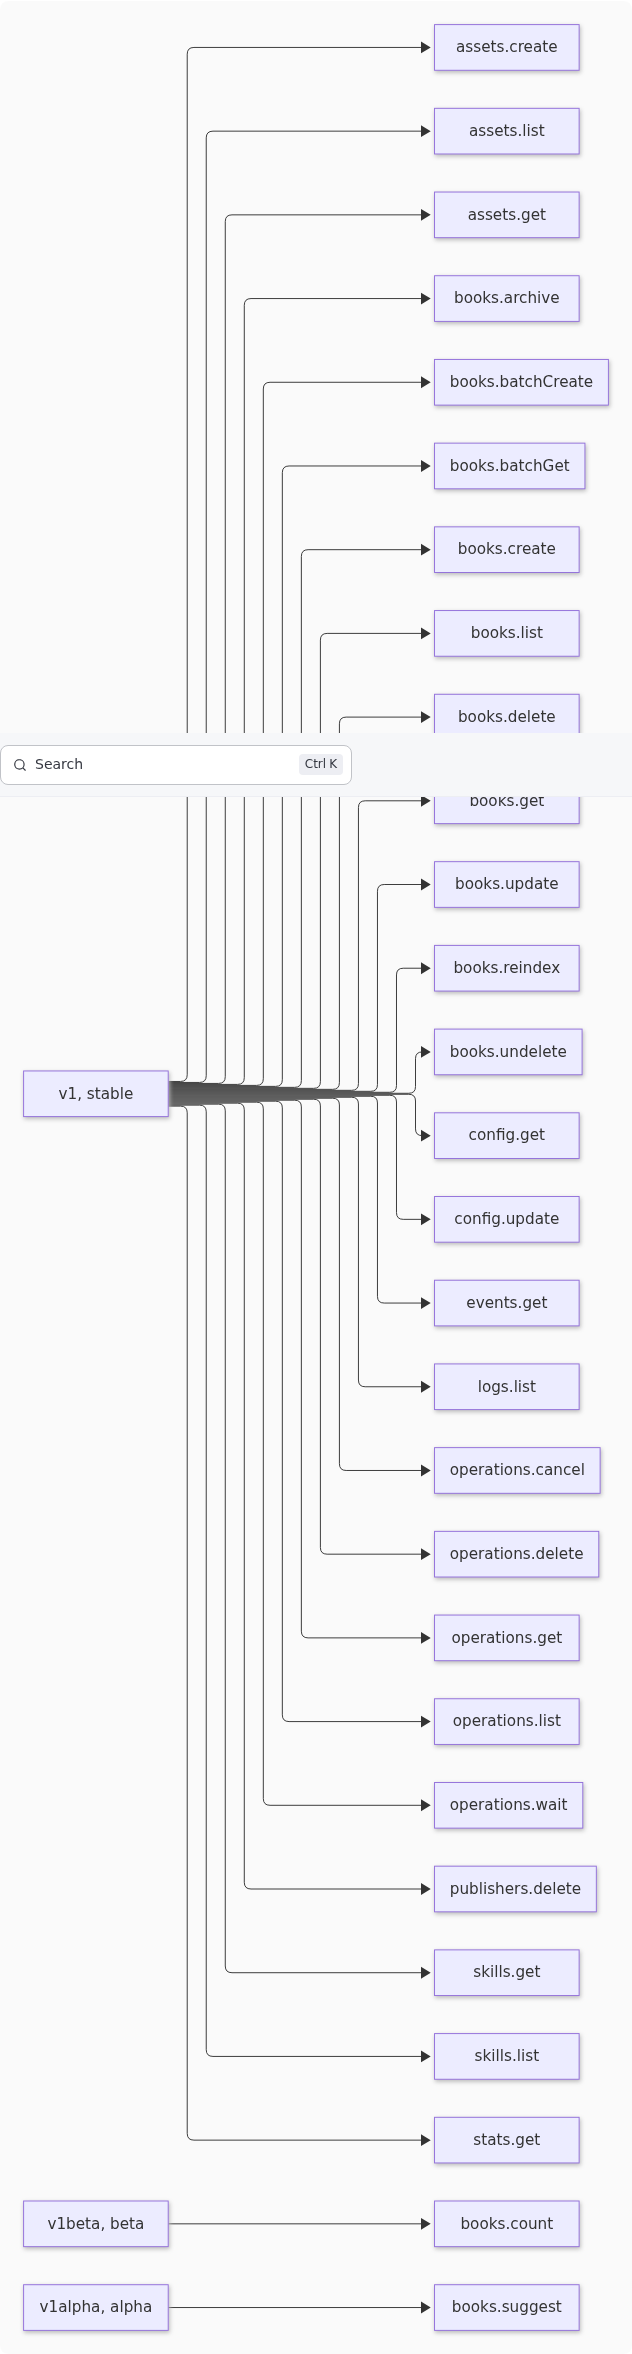 assets.create
assets.list
assets.get
books.archive
books.batchCreate
books.batchGet
books.create
books.list
books.delete
Search Ctrl K
books.get
books.update
books.reindex
books.undelete
v1, stable
config.get
config.update
events.get
logs.list
operations.cancel
operations.delete
operations.get
operations.list
operations.wait
publishers.delete
skills.get
skills.list
stats.get
v1beta, beta
books.count
v1alpha, alpha
books.suggest